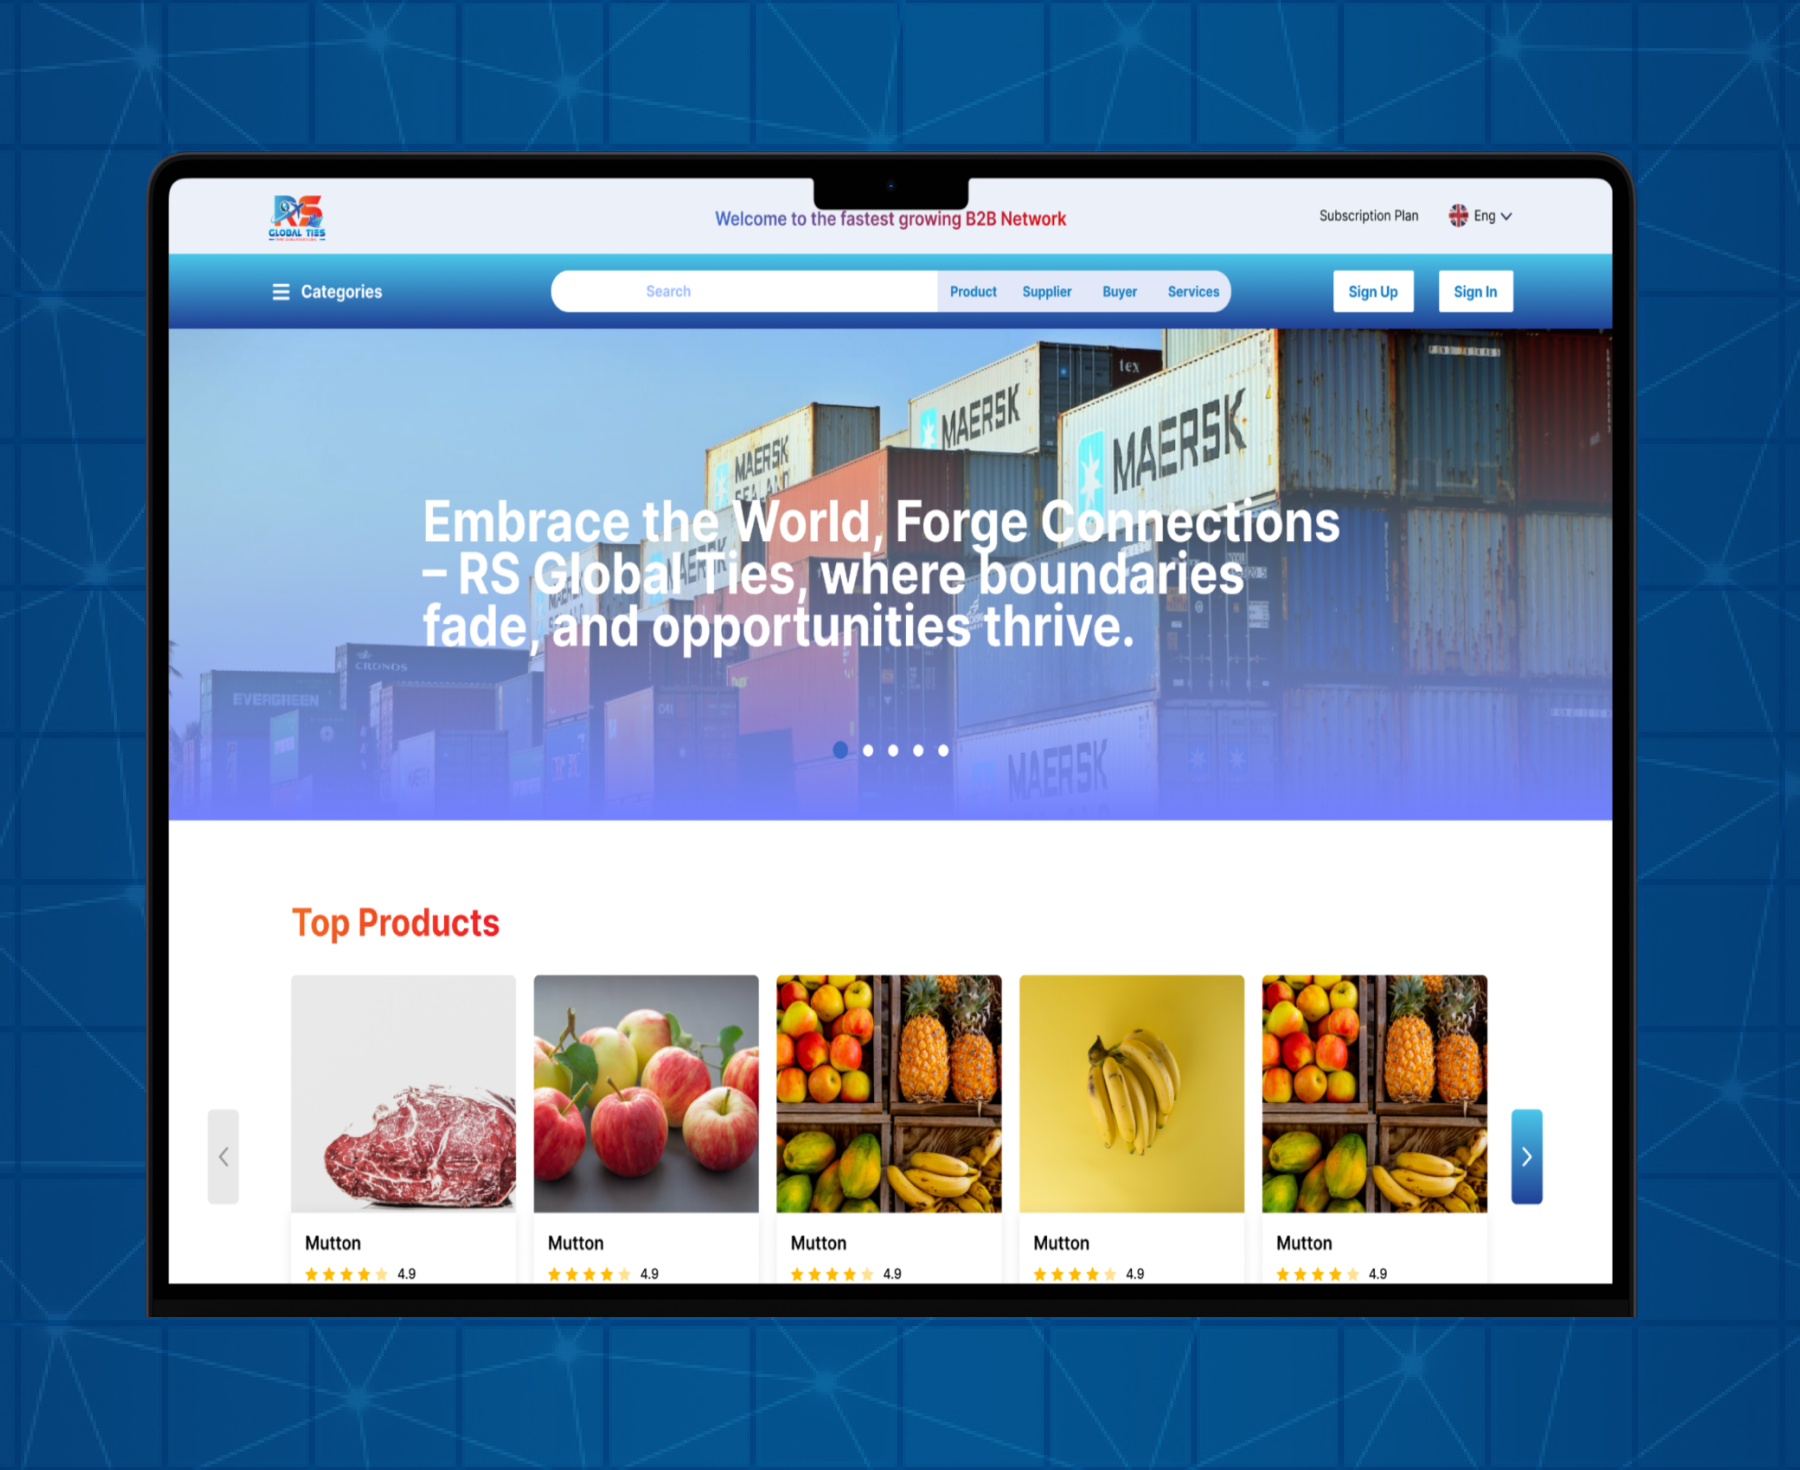 RS
GLOBAL TIES
Welcome to the fastest growing B2B Network
Subscription Plan
Eng
Categories
Search
Product
Supplier
Buyer
Services
Sign Up
Sign In
tex
MAERSK
MAERSK
MAERSK
SEALAND
Embrace the World, Forge Connections
– RS Global Ties, where boundaries
fade, and opportunities thrive.
MAERSK
CRONOS
EVERGREEN
MAERSK
Top Products
Mutton
4.9
Mutton
4.9
Mutton
4.9
Mutton
4.9
Mutton
4.9